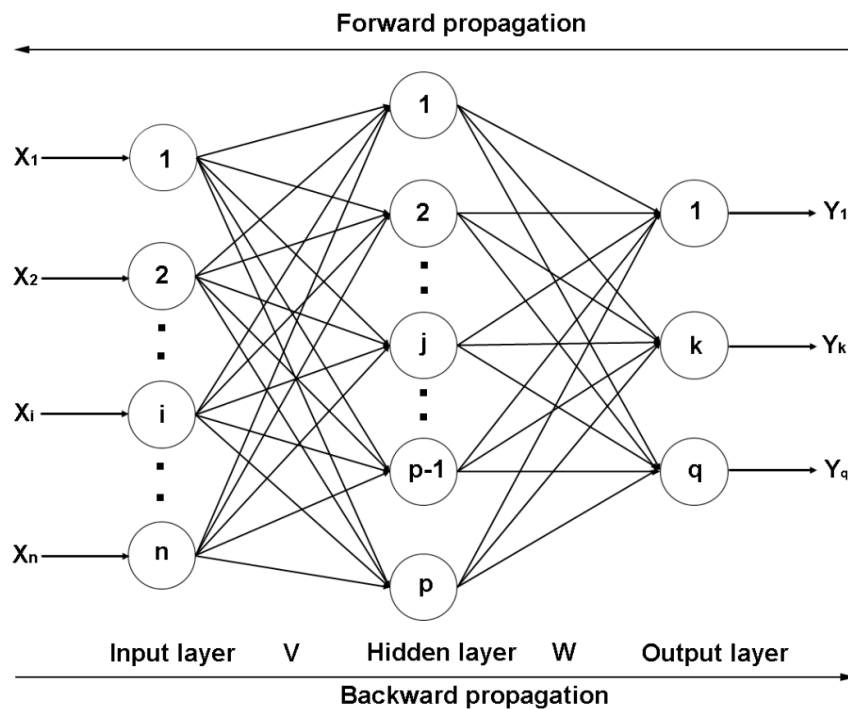 Forward propagation
1
X₁ 1
2 1 Y₁
X₂ 2
j k Yₖ
Xᵢ i
p-1 q Y_q
Xₙ n
p
Input layer V Hidden layer W Output layer
Backward propagation